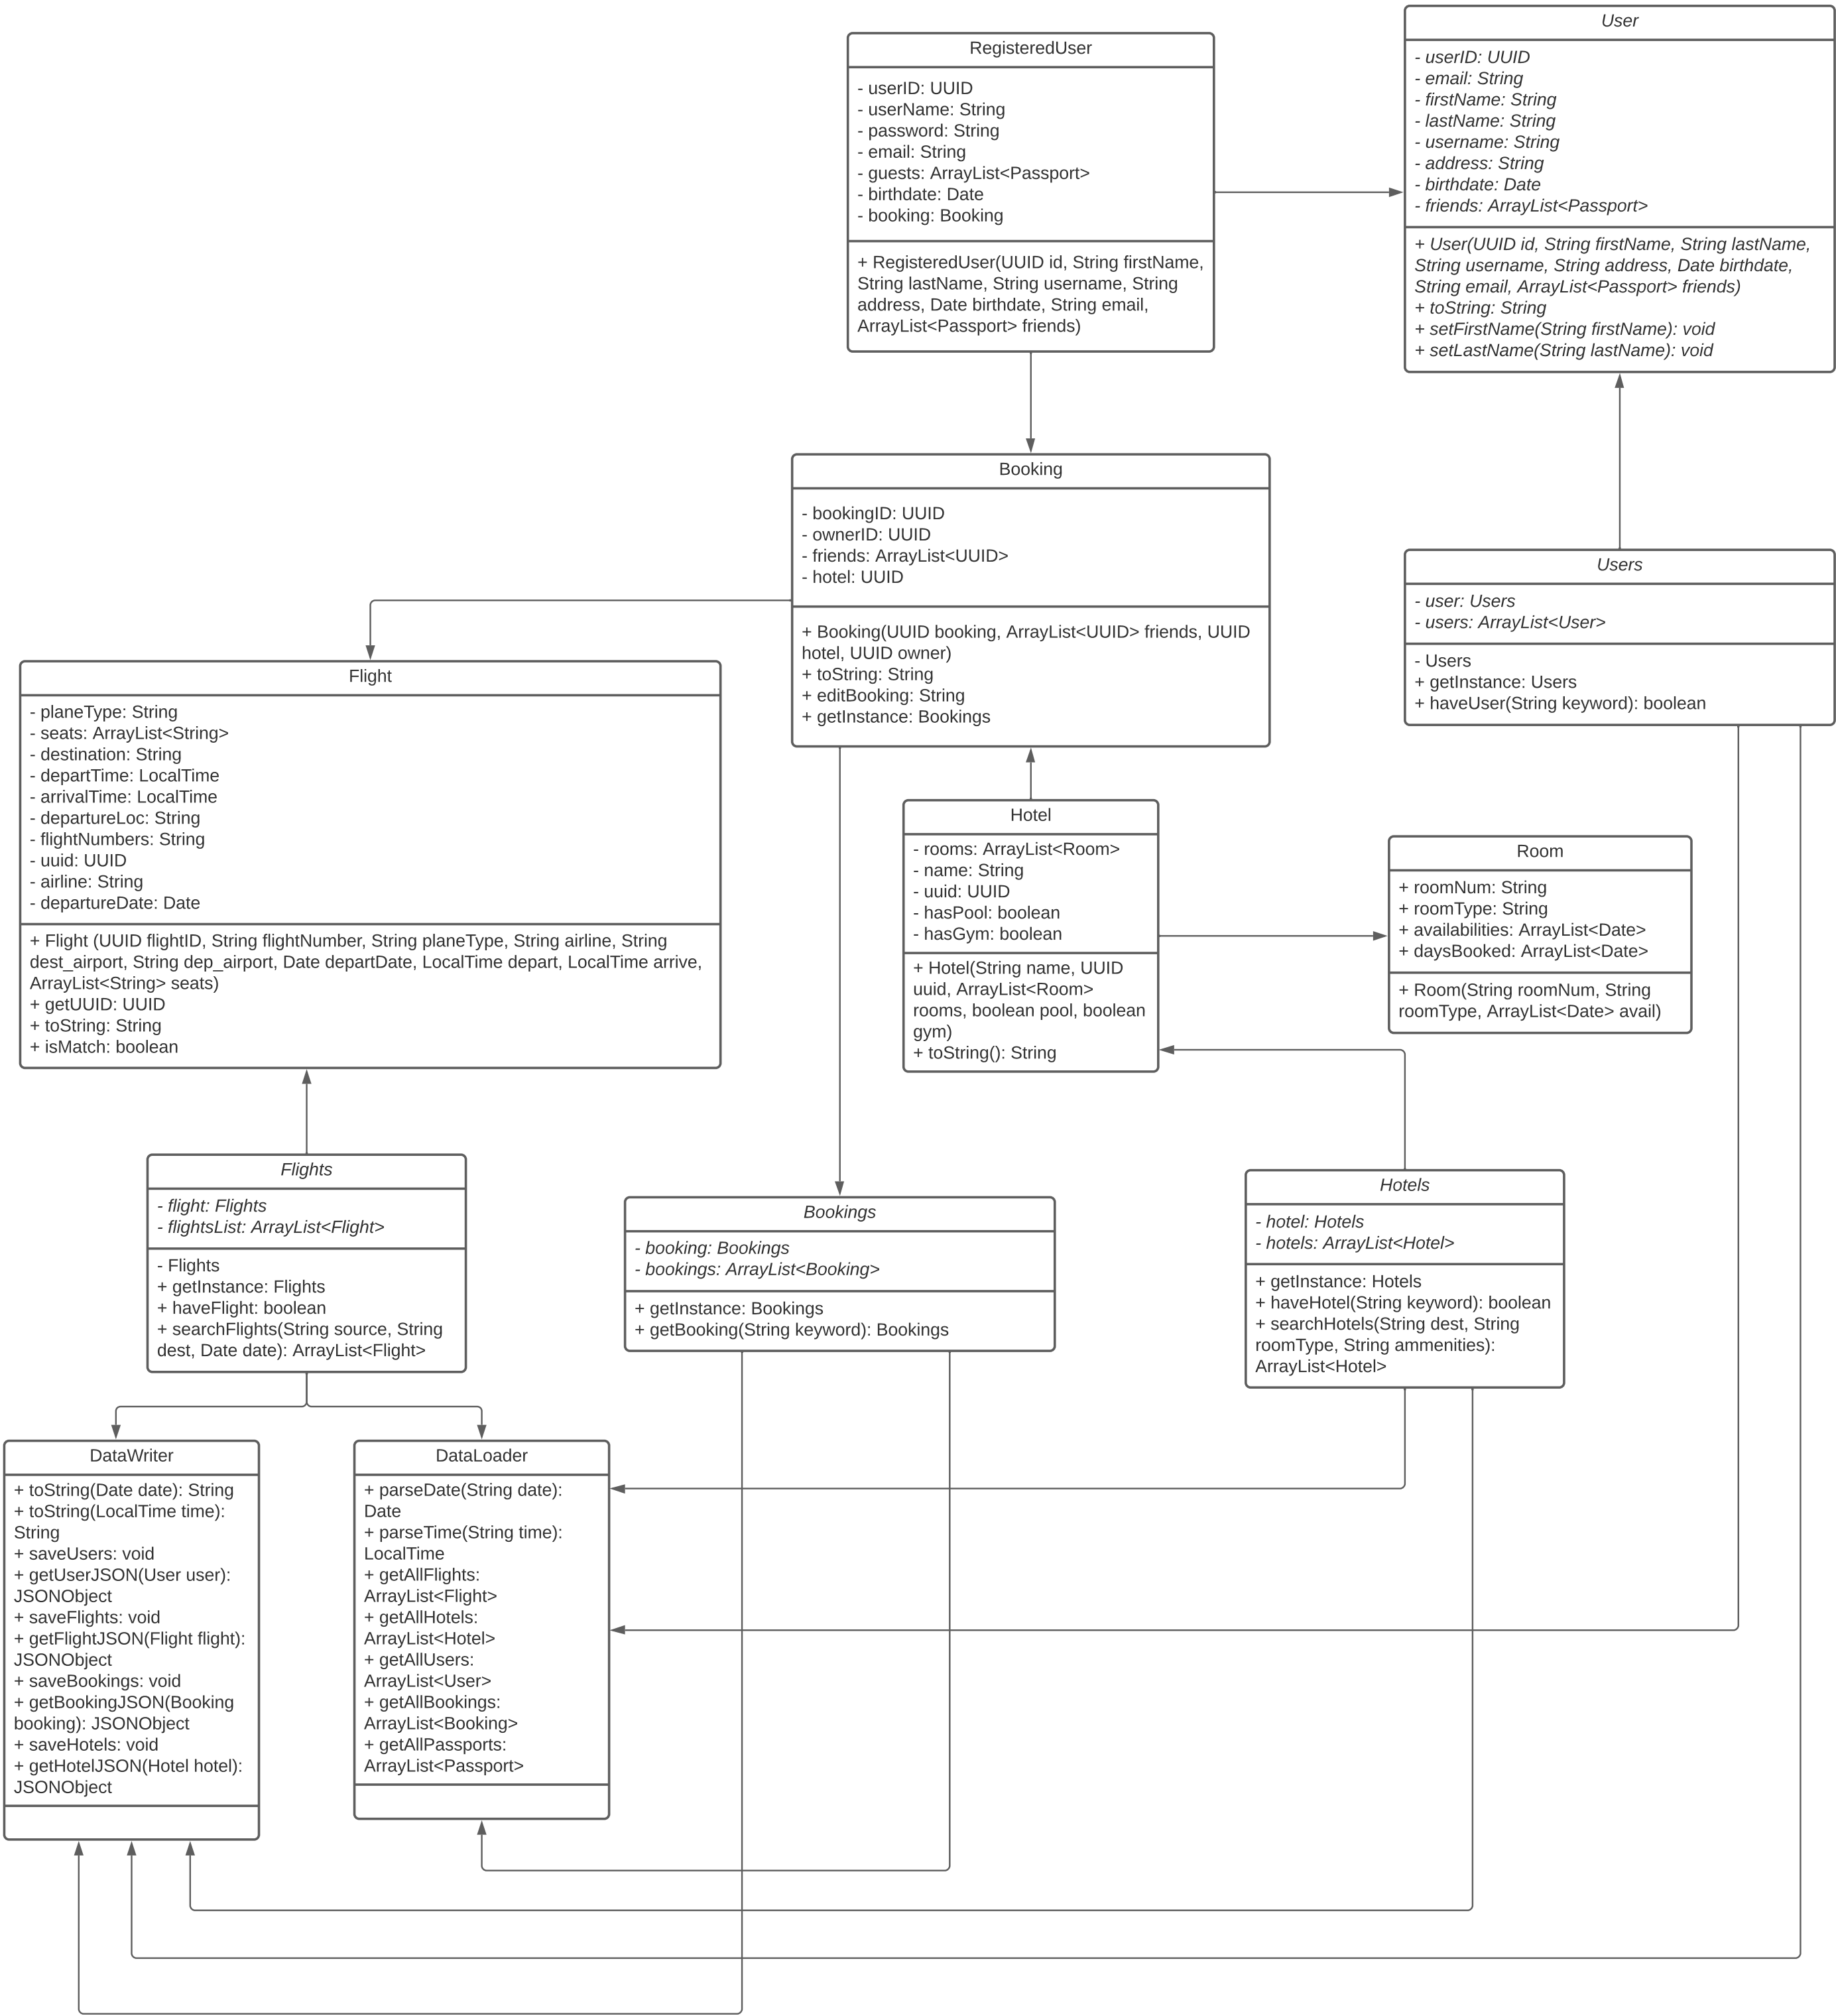 RegisteredUser
- userID: UUID
- userName: String
- password: String
- email: String
- guests: ArrayList<Passport>
- birthdate: Date
- booking: Booking
+ RegisteredUser(UUID id, String firstName,
String lastName, String username, String
address, Date birthdate, String email,
ArrayList<Passport> friends)
User
- userID: UUID
- email: String
- firstName: String
- lastName: String
- username: String
- address: String
- birthdate: Date
- friends: ArrayList<Passport>
+ User(UUID id, String firstName, String lastName,
String username, String address, Date birthdate,
String email, ArrayList<Passport> friends)
+ toString: String
+ setFirstName(String firstName): void
+ setLastName(String lastName): void
Booking
- bookingID: UUID
- ownerID: UUID
- friends: ArrayList<UUID>
- hotel: UUID
+ Booking(UUID booking, ArrayList<UUID> friends, UUID
hotel, UUID owner)
+ toString: String
+ editBooking: String
+ getInstance: Bookings
Users
- user: Users
- users: ArrayList<User>
- Users
+ getInstance: Users
+ haveUser(String keyword): boolean
Flight
- planeType: String
- seats: ArrayList<String>
- destination: String
- departTime: LocalTime
- arrivalTime: LocalTime
- departureLoc: String
- flightNumbers: String
- uuid: UUID
- airline: String
- departureDate: Date
+ Flight (UUID flightID, String flightNumber, String planeType, String airline, String
dest_airport, String dep_airport, Date departDate, LocalTime depart, LocalTime arrive,
ArrayList<String> seats)
+ getUUID: UUID
+ toString: String
+ isMatch: boolean
Hotel
- rooms: ArrayList<Room>
- name: String
- uuid: UUID
- hasPool: boolean
- hasGym: boolean
+ Hotel(String name, UUID
uuid, ArrayList<Room>
rooms, boolean pool, boolean
gym)
+ toString(): String
Room
+ roomNum: String
+ roomType: String
+ availabilities: ArrayList<Date>
+ daysBooked: ArrayList<Date>
+ Room(String roomNum, String
roomType, ArrayList<Date> avail)
Flights
- flight: Flights
- flightsList: ArrayList<Flight>
- Flights
+ getInstance: Flights
+ haveFlight: boolean
+ searchFlights(String source, String
dest, Date date): ArrayList<Flight>
Bookings
- booking: Bookings
- bookings: ArrayList<Booking>
+ getInstance: Bookings
+ getBooking(String keyword): Bookings
Hotels
- hotel: Hotels
- hotels: ArrayList<Hotel>
+ getInstance: Hotels
+ haveHotel(String keyword): boolean
+ searchHotels(String dest, String
roomType, String ammenities):
ArrayList<Hotel>
DataWriter
+ toString(Date date): String
+ toString(LocalTime time):
String
+ saveUsers: void
+ getUserJSON(User user):
JSONObject
+ saveFlights: void
+ getFlightJSON(Flight flight):
JSONObject
+ saveBookings: void
+ getBookingJSON(Booking
booking): JSONObject
+ saveHotels: void
+ getHotelJSON(Hotel hotel):
JSONObject
DataLoader
+ parseDate(String date):
Date
+ parseTime(String time):
LocalTime
+ getAllFlights:
ArrayList<Flight>
+ getAllHotels:
ArrayList<Hotel>
+ getAllUsers:
ArrayList<User>
+ getAllBookings:
ArrayList<Booking>
+ getAllPassports:
ArrayList<Passport>